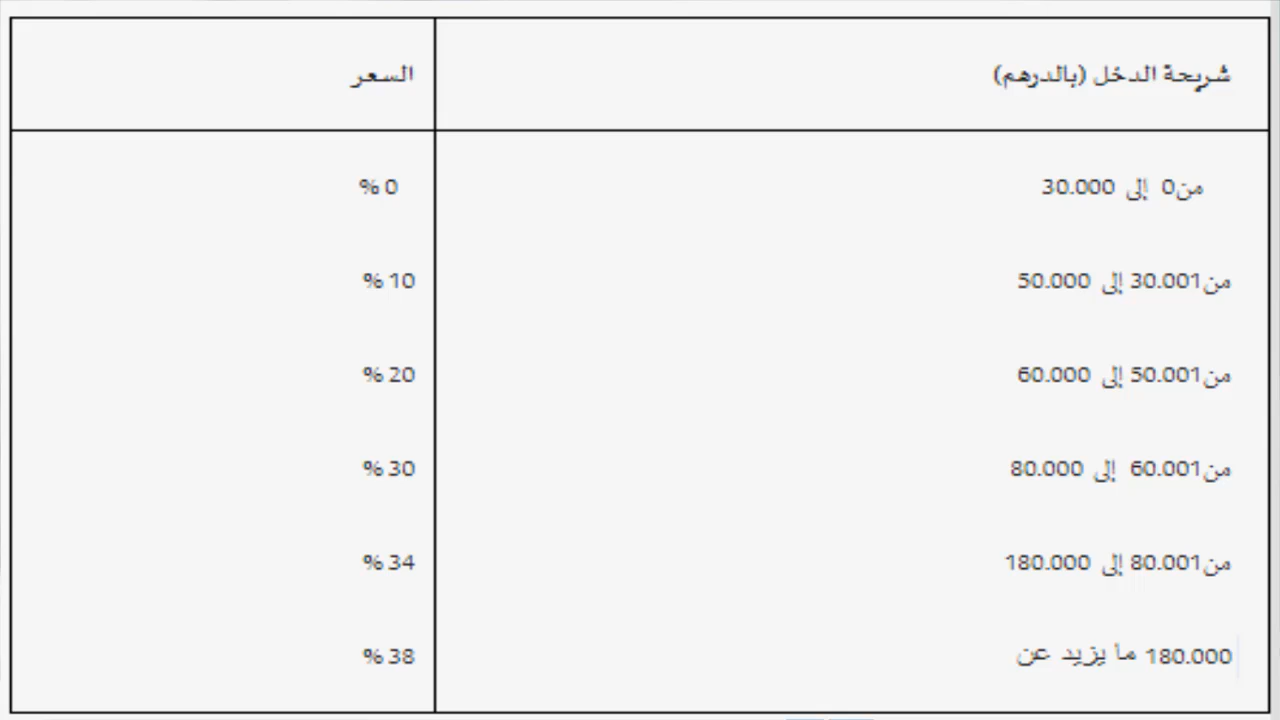 شريحة الدخل (بالدرهم) السعر
من0 إلى 30.000 0 %
من30.001 إلى 50.000 10 %
من50.001 إلى 60.000 20 %
من60.001 إلى 80.000 30 %
من80.001 إلى 180.000 34 %
180.000 ما يزيد عن 38 %